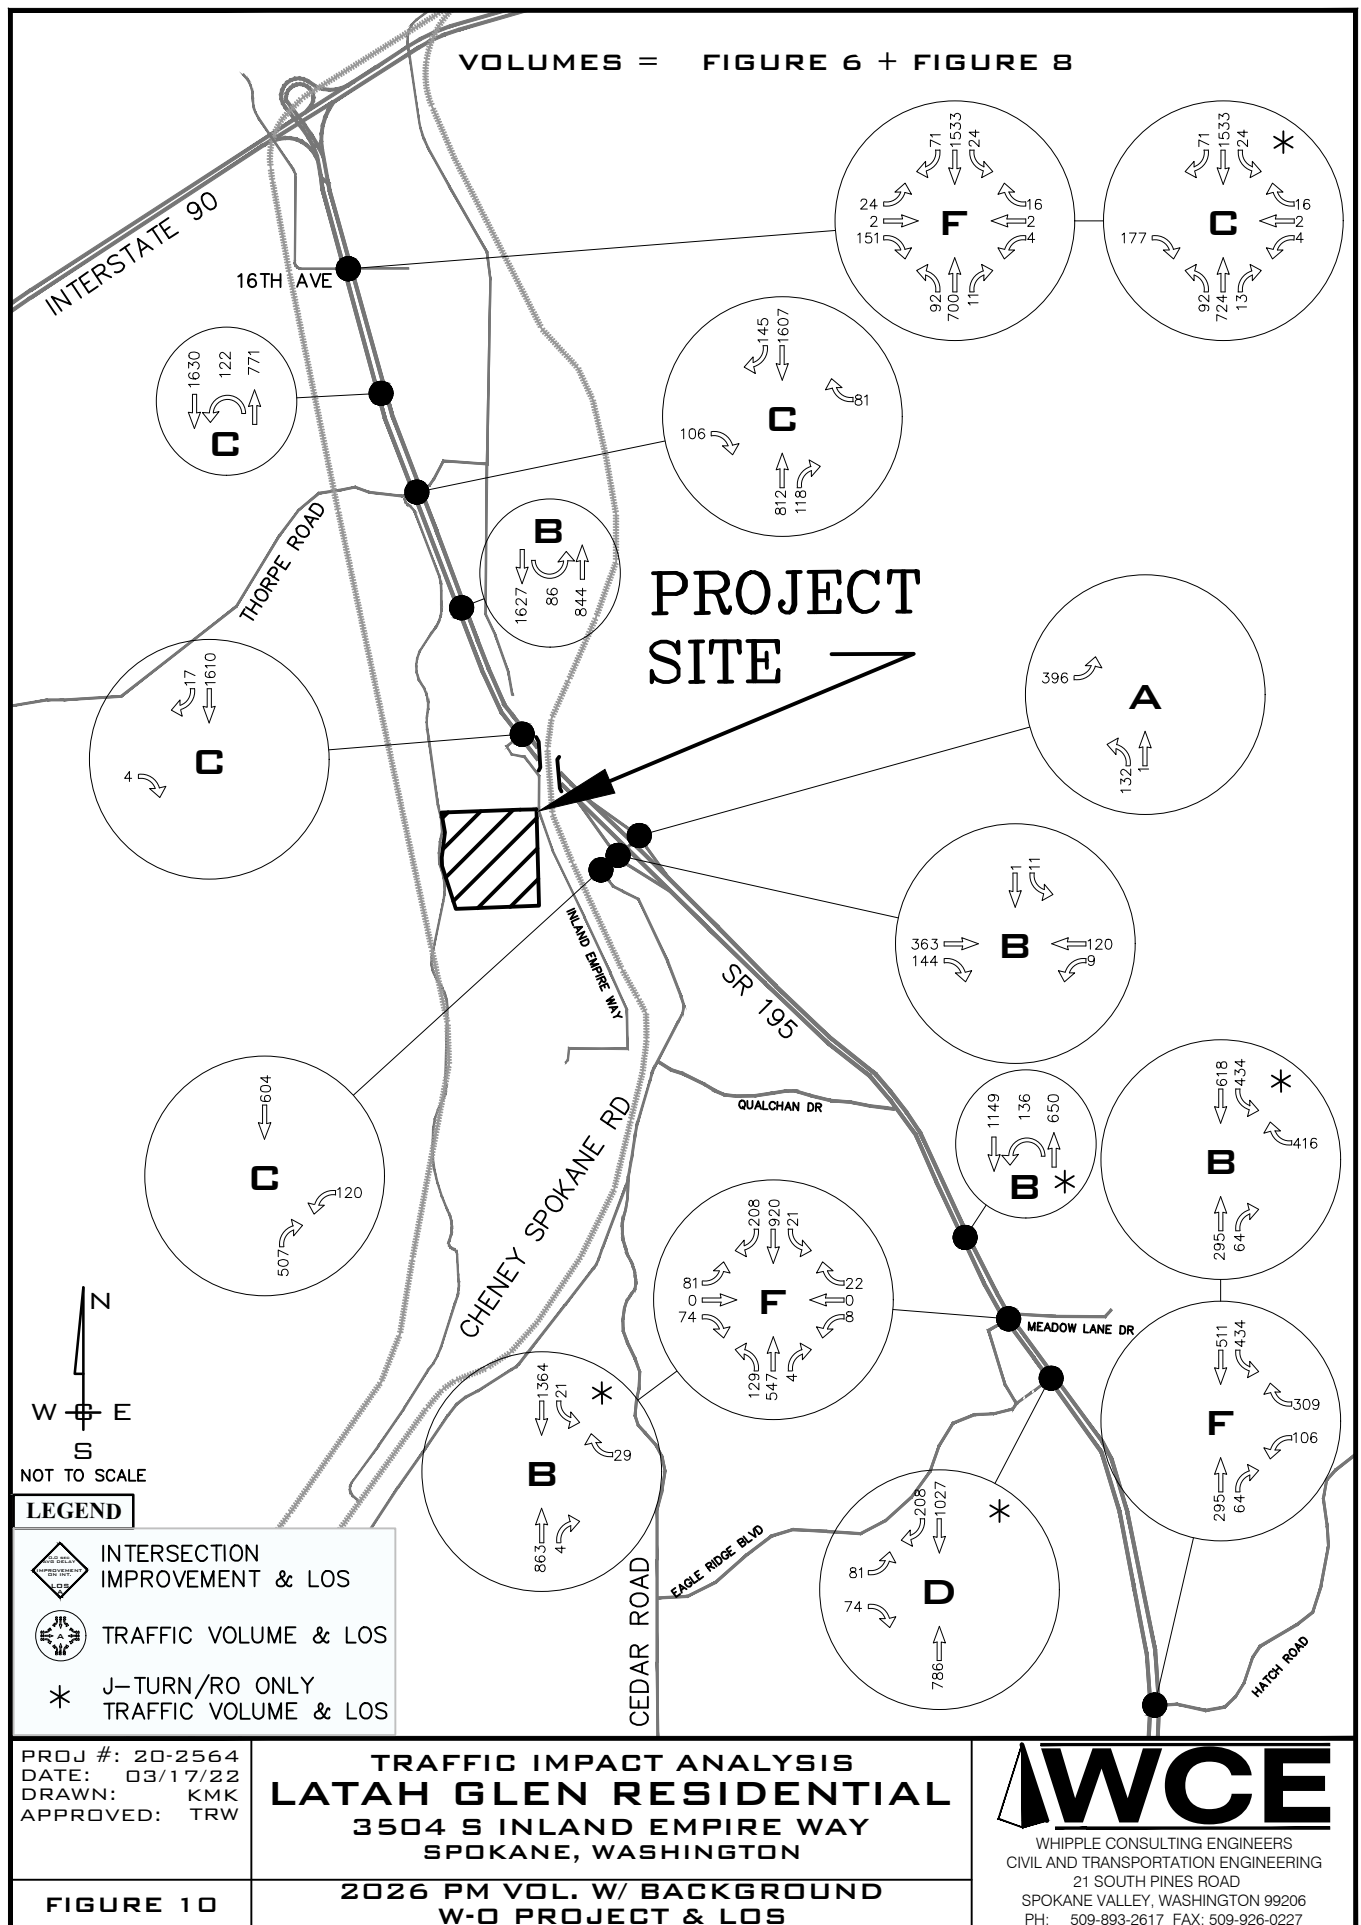 VOLUMES = FIGURE 6 + FIGURE 8
71 1533 24
24 16
2 F 2
151 4
92 700 11
71 1533 24 *
16
C 2
177 4
92 724 13
INTERSTATE 90
16TH AVE
1630 122 771
C
145 1607
81
C
106
812 118
THORPE ROAD
B
1627 86 844
PROJECT
SITE
17 1610
C
4
396
A
132 1
1 11
363 B 120
144 9
INLAND EMPIRE WAY
SR 195
QUALCHAN DR
604
C
120
507
CHENEY SPOKANE RD
1149 136 650
B *
618 434 *
416
B
295 64
208 920 21
81 22
0 F 0
74 8
129 547 4
MEADOW LANE DR
511 434
309
F
106
295 64
1364 21 *
29
B
863 4
208 1027 *
81
D
74
786
EAGLE RIDGE BLVD
CEDAR ROAD
HATCH ROAD
N
W E
S
NOT TO SCALE
LEGEND
INTERSECTION
IMPROVEMENT & LOS
A TRAFFIC VOLUME & LOS
* J-TURN/RO ONLY
TRAFFIC VOLUME & LOS
PROJ #: 20-2564
DATE: 03/17/22
DRAWN: KMK
APPROVED: TRW
FIGURE 10
TRAFFIC IMPACT ANALYSIS
LATAH GLEN RESIDENTIAL
3504 S INLAND EMPIRE WAY
SPOKANE, WASHINGTON
2026 PM VOL. W/ BACKGROUND
W-O PROJECT & LOS
WCE
WHIPPLE CONSULTING ENGINEERS
CIVIL AND TRANSPORTATION ENGINEERING
21 SOUTH PINES ROAD
SPOKANE VALLEY, WASHINGTON 99206
PH: 509-893-2617 FAX: 509-926-0227